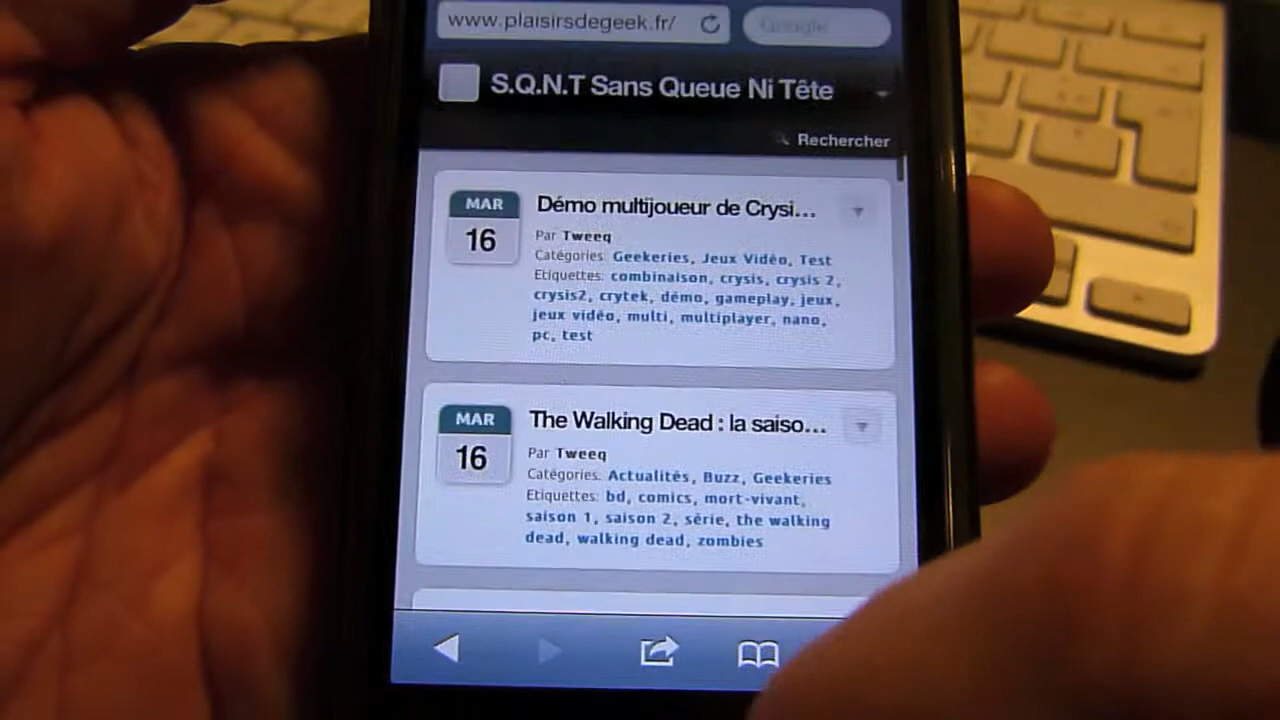 www.plaisirsdegeek.fr/
Google
S.Q.N.T Sans Queue Ni Tête
Rechercher
MAR
16
Démo multijoueur de Crysi...
Par Tweeq
Catégories: Geekeries, Jeux Vidéo, Test
Etiquettes: combinaison, crysis, crysis 2,
crysis2, crytek, démo, gameplay, jeux,
jeux vidéo, multi, multiplayer, nano,
pc, test
MAR
16
The Walking Dead : la saiso...
Par Tweeq
Catégories: Actualités, Buzz, Geekeries
Etiquettes: bd, comics, mort-vivant,
saison 1, saison 2, série, the walking
dead, walking dead, zombies